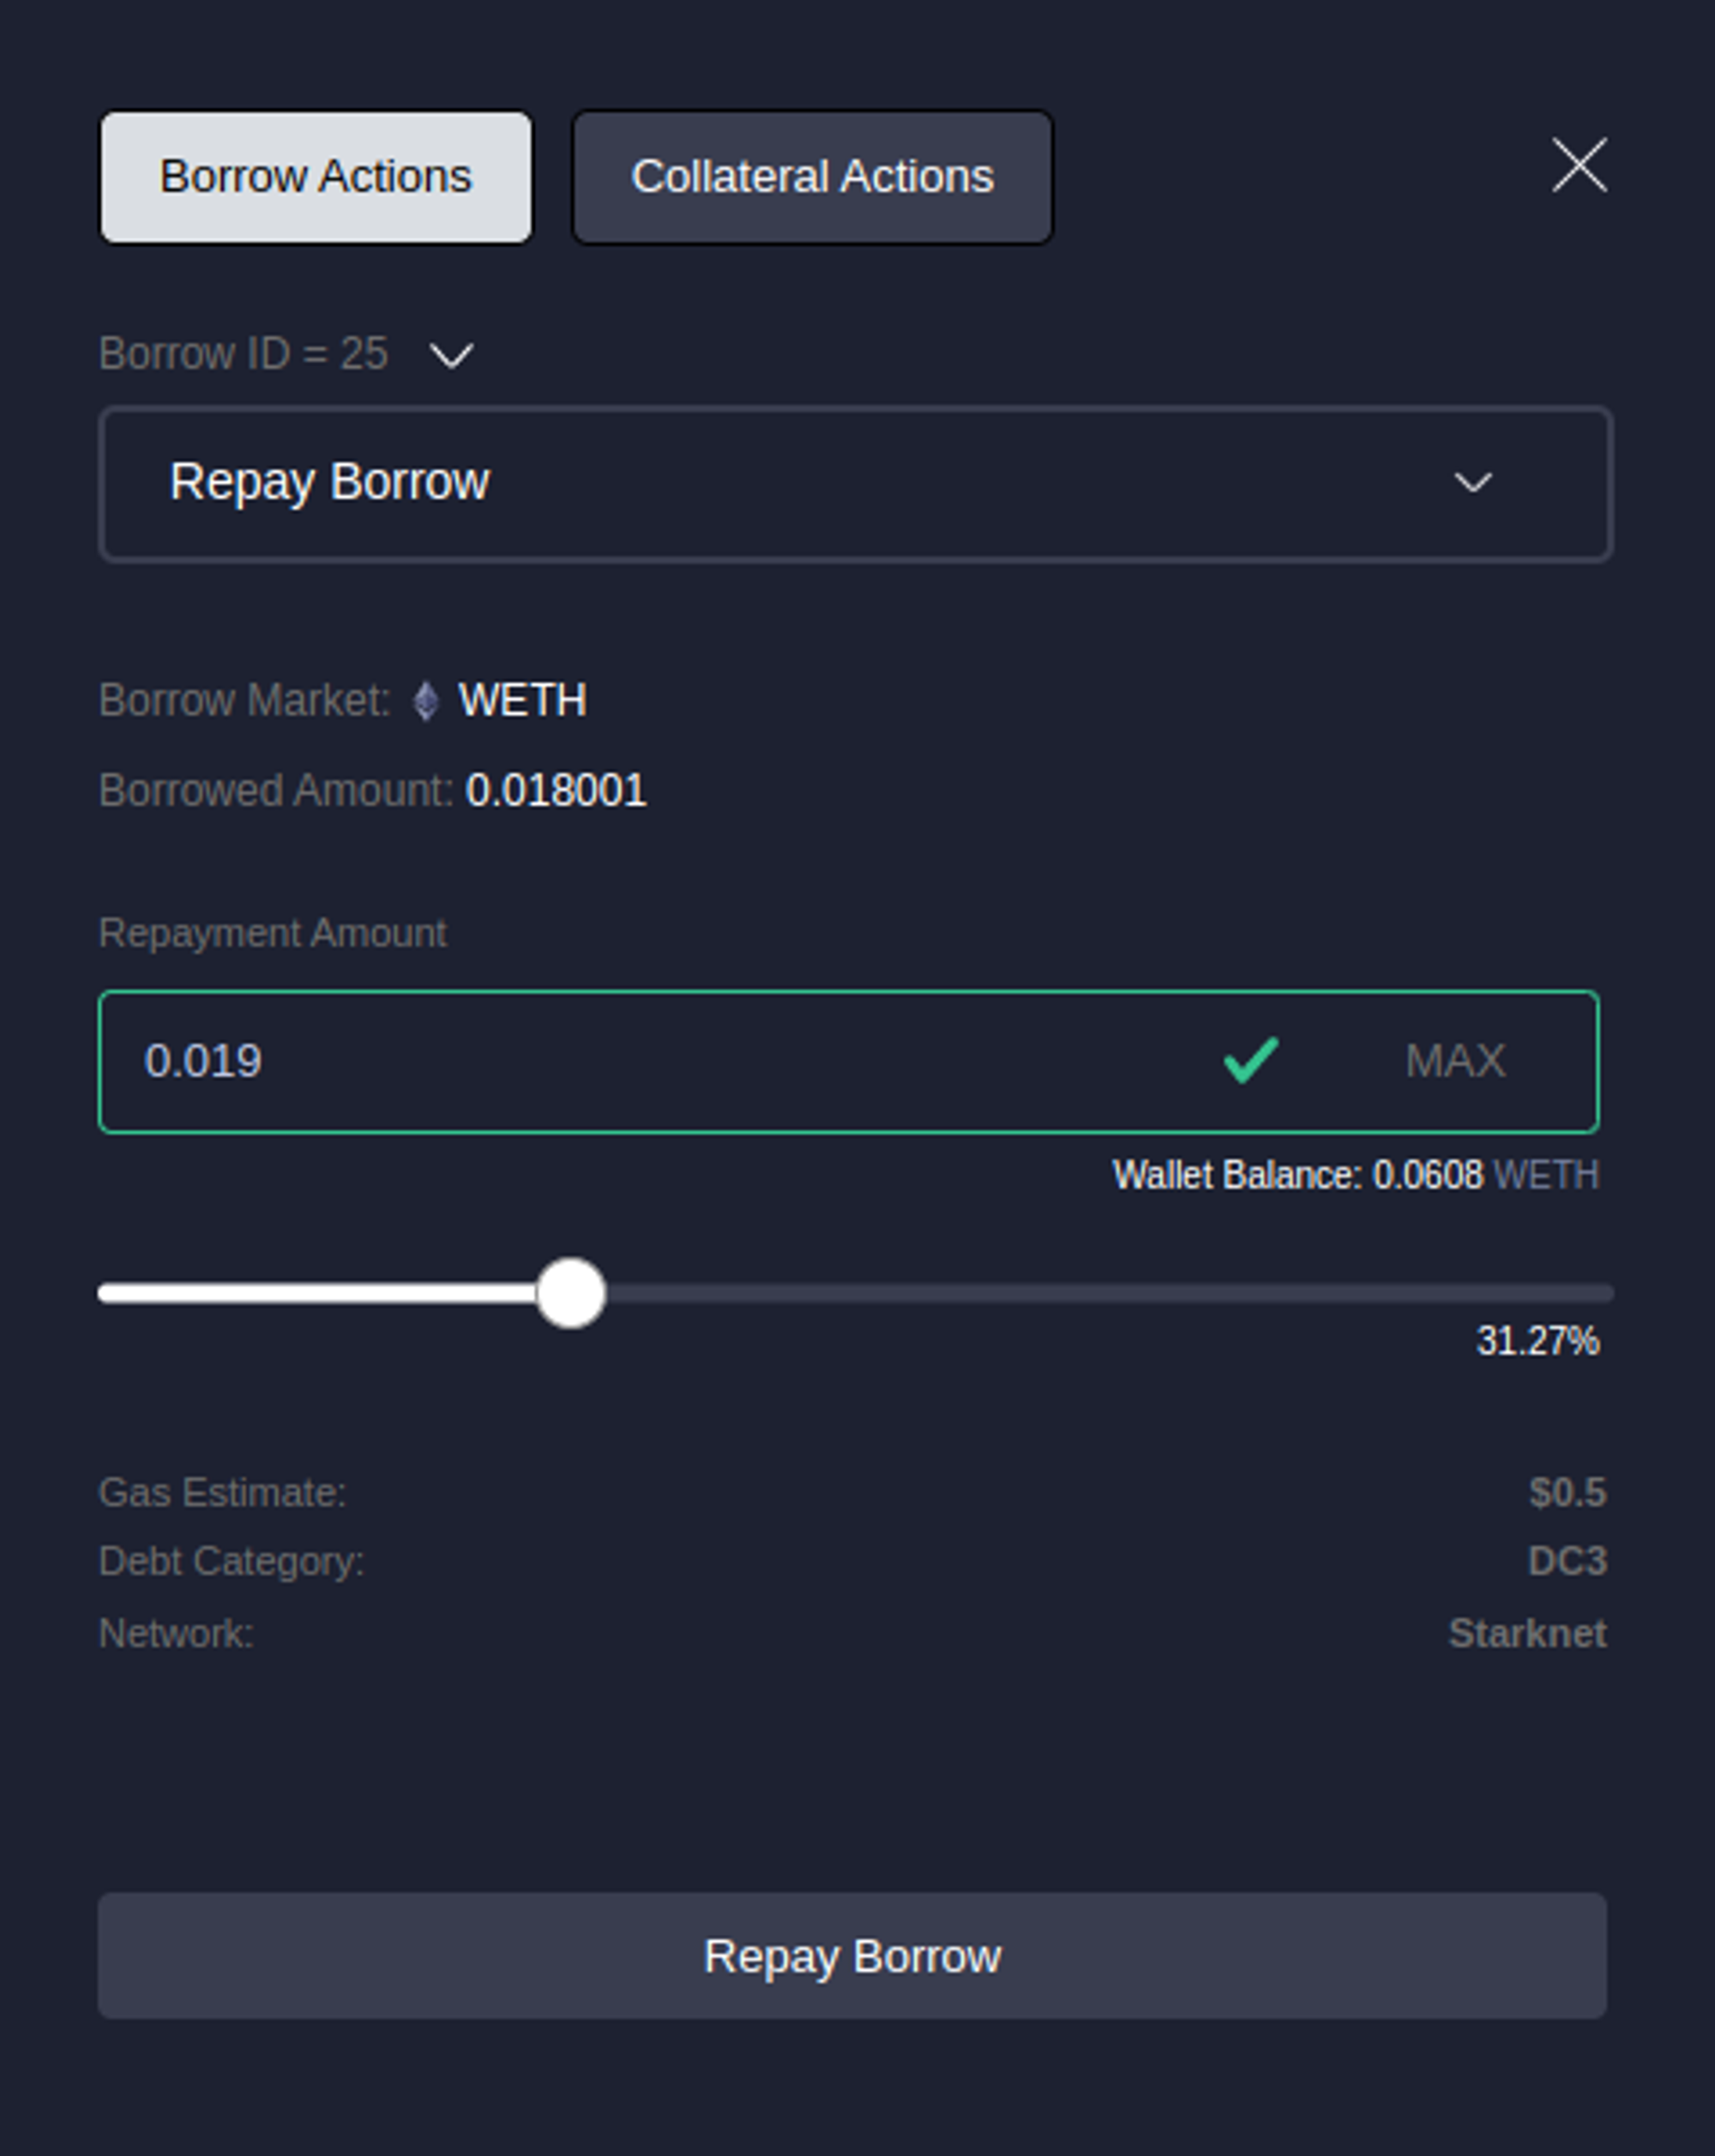 Borrow Actions Collateral Actions
Borrow ID = 25
Repay Borrow
Borrow Market: WETH
Borrowed Amount: 0.018001
Repayment Amount
0.019 MAX
Wallet Balance: 0.0608 WETH
31.27%
Gas Estimate: $0.5
Debt Category: DC3
Network: Starknet
Repay Borrow